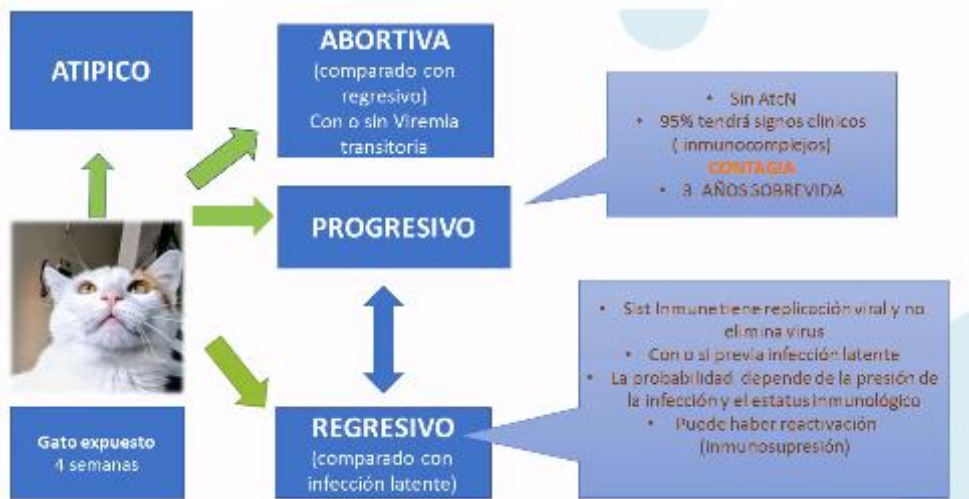 ATIPICO
ABORTIVA
(comparado con
regresivo)
Con o sin Viremia
transitoria
• Sin AtcN
• 95% tendrá signos clínicos
( inmunocomplejos)
CONTAGIA
• 3 AÑOS SOBREVIDA
PROGRESIVO
• Sist Inmune tiene replicación viral y no
elimina virus
• Con o si previa infección latente
• La probabilidad depende de la presión de
la infección y el estatus inmunológico
• Puede haber reactivación
(inmunosupresión)
Gato expuesto
4 semanas
REGRESIVO
(comparado con
infección latente)